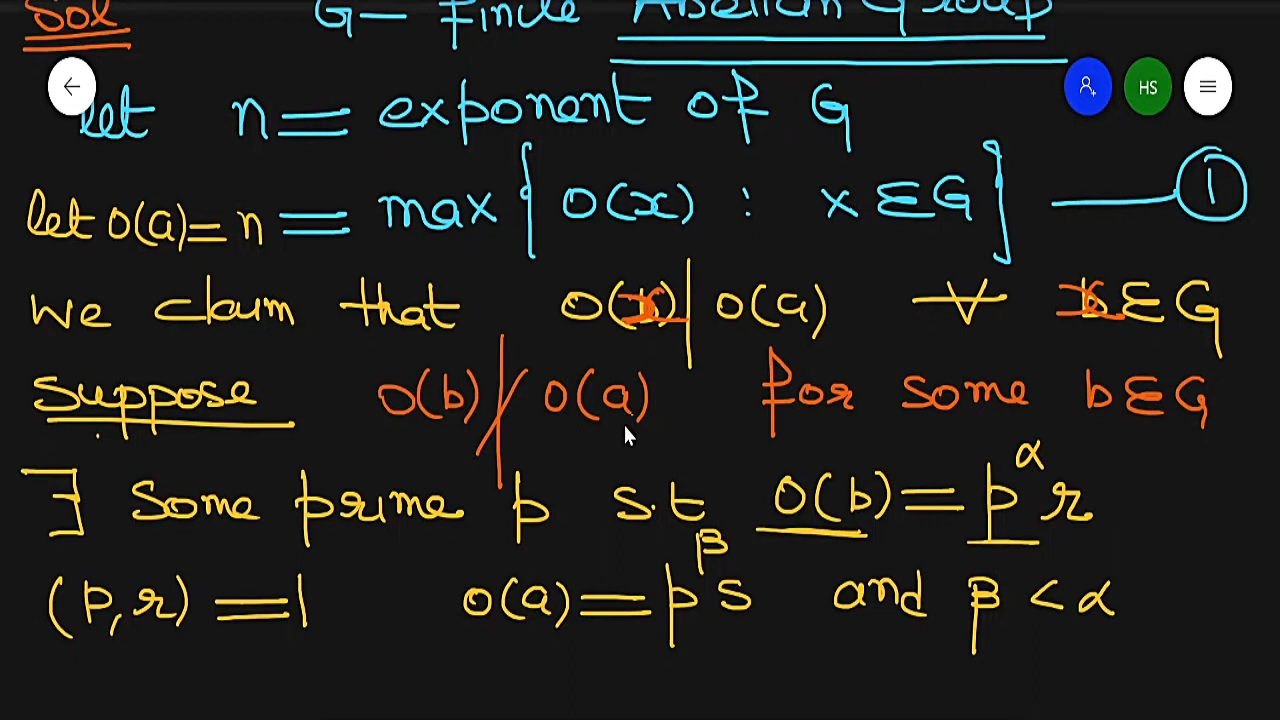 Sol G- finite Abelian Group
let n = exponent of G HS
let O(a) = n = max { O(x) : x ∈ G } — ①
we claim that O(x) | O(a) ∀ x ∈ G
Suppose O(b) ∤ O(a) for some b ∈ G
∃ some prime p s.t O(b) = p^α r
(p, r) = 1 O(a) = p^β s and β < α